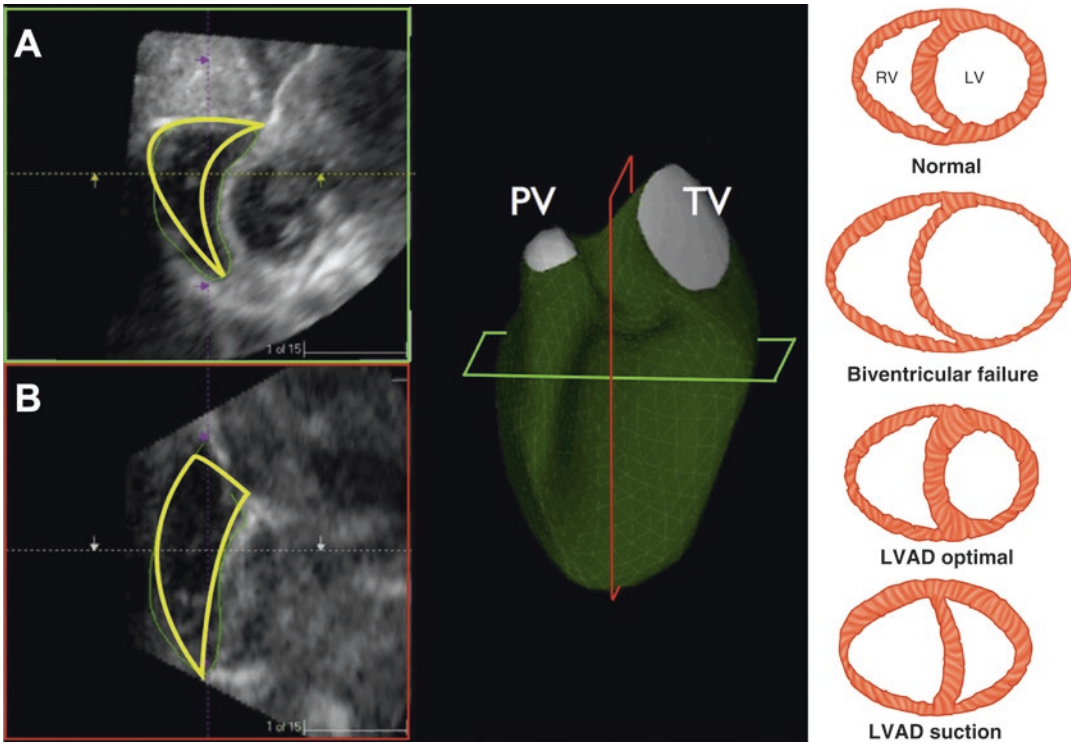 A
1 of 15
B
1 of 15
PV
TV
RV
LV
Normal
Biventricular failure
LVAD optimal
LVAD suction